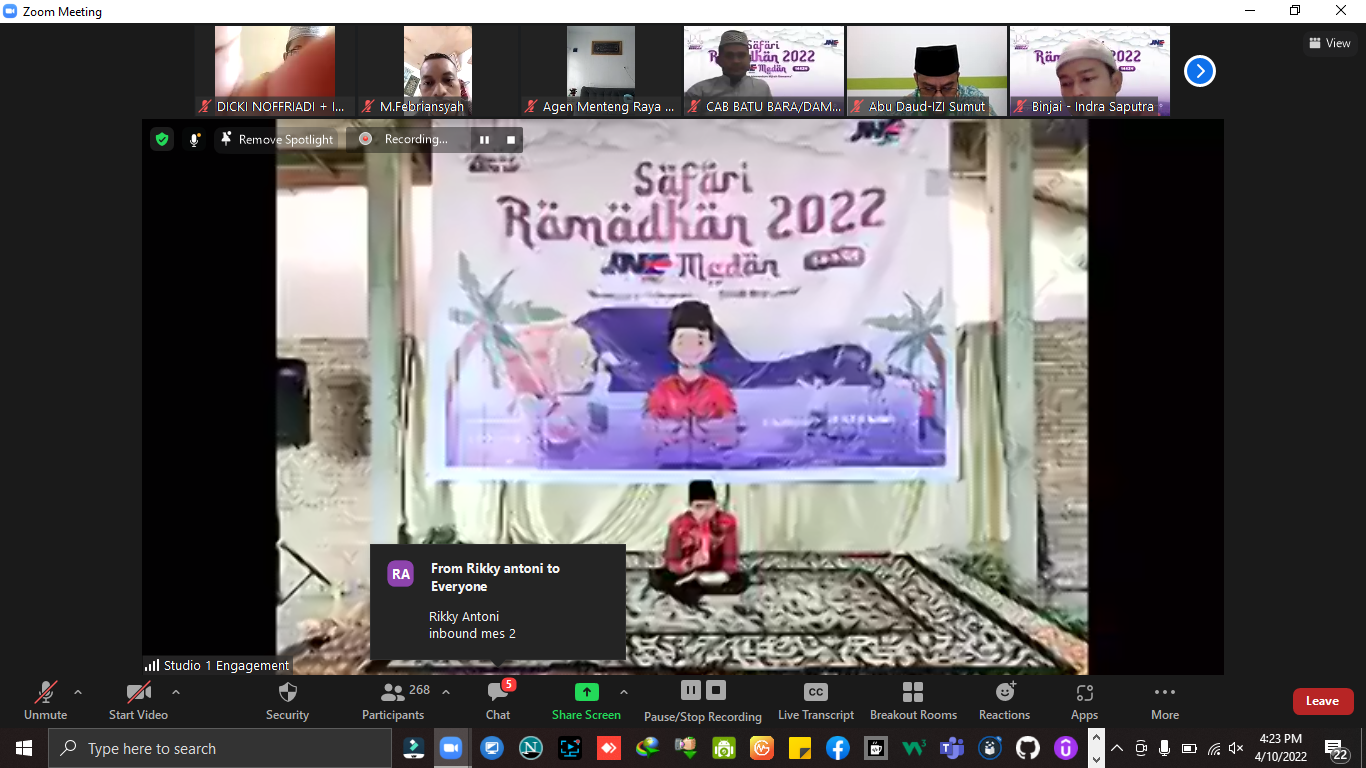 Zoom Meeting
View
DICKI NOFFRIADI + I...
M.Febriansyah
Agen Menteng Raya ...
Safari
Ramadhan 2022
CAB BATU BARA/DAM...
Abu Daud-IZI Sumut
Binjai - Indra Saputra
Remove Spotlight
Recording...
JNE
Safari
Ramadhan 2022
JNE Medan
RA
From Rikky antoni to
Everyone
Rikky Antoni
inbound mes 2
Studio 1 Engagement
Unmute
Start Video
Security
268
Participants
5
Chat
Share Screen
Pause/Stop Recording
CC
Live Transcript
Breakout Rooms
Reactions
Apps
More
Leave
Type here to search
4:23 PM
4/10/2022
22